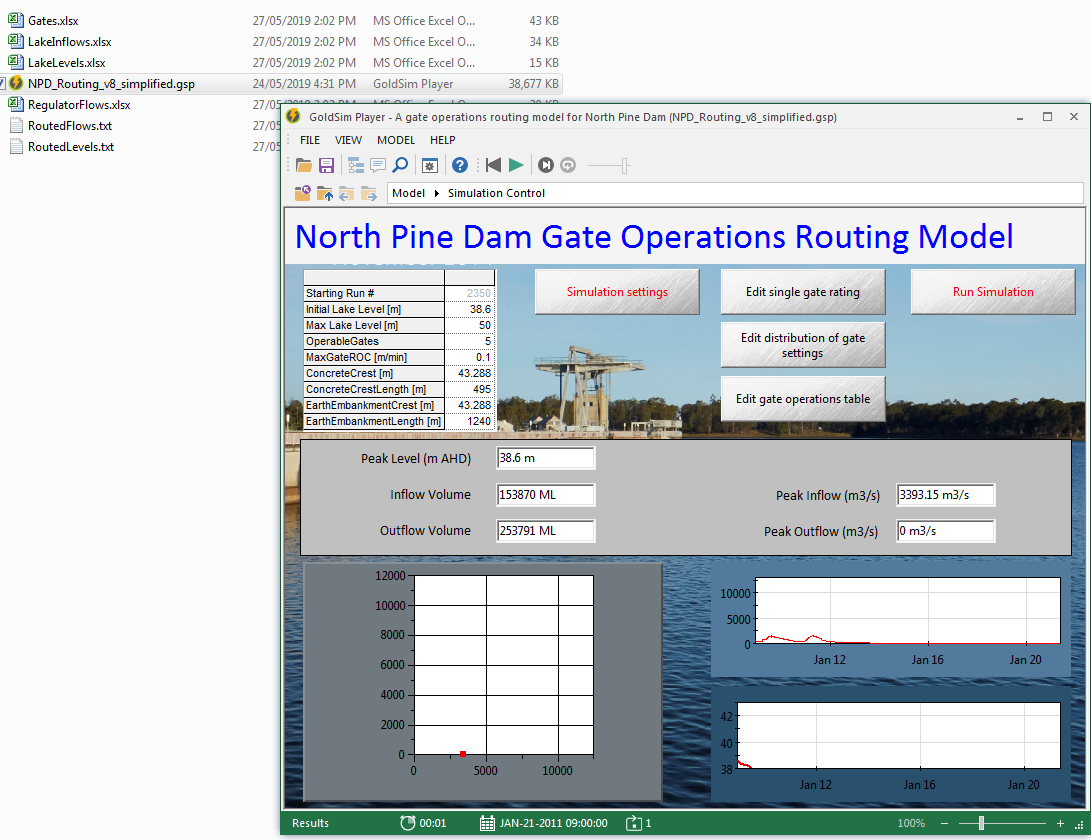 Gates.xlsx 27/05/2019 2:02 PM MS Office Excel O... 43 KB
LakeInflows.xlsx 27/05/2019 2:02 PM MS Office Excel O... 34 KB
LakeLevels.xlsx 27/05/2019 2:02 PM MS Office Excel O... 15 KB
NPD_Routing_v8_simplified.gsp 24/05/2019 4:31 PM GoldSim Player 38,677 KB
RegulatorFlows.xlsx 27/05
RoutedFlows.txt 27/05
RoutedLevels.txt 27/05
GoldSim Player - A gate operations routing model for North Pine Dam (NPD_Routing_v8_simplified.gsp)
FILE VIEW MODEL HELP
Model Simulation Control
North Pine Dam Gate Operations Routing Model
Starting Run # 2350
Initial Lake Level [m] 38.6
Max Lake Level [m] 50
OperableGates 5
MaxGateROC [m/min] 0.1
ConcreteCrest [m] 43.288
ConcreteCrestLength [m] 495
EarthEmbankmentCrest [m] 43.288
EarthEmbankmentLength [m] 1240
Simulation settings
Edit single gate rating
Run Simulation
Edit distribution of gate
settings
Edit gate operations table
Peak Level (m AHD) 38.6 m
Inflow Volume 153870 ML Peak Inflow (m3/s) 3393.15 m3/s
Outflow Volume 253791 ML Peak Outflow (m3/s) 0 m3/s
12000
10000
8000
6000
4000
2000
0
0 5000 10000
10000
5000
0
Jan 12 Jan 16 Jan 20
42
40
38
Jan 12 Jan 16 Jan 20
Results 00:01 JAN-21-2011 09:00:00 1 100%